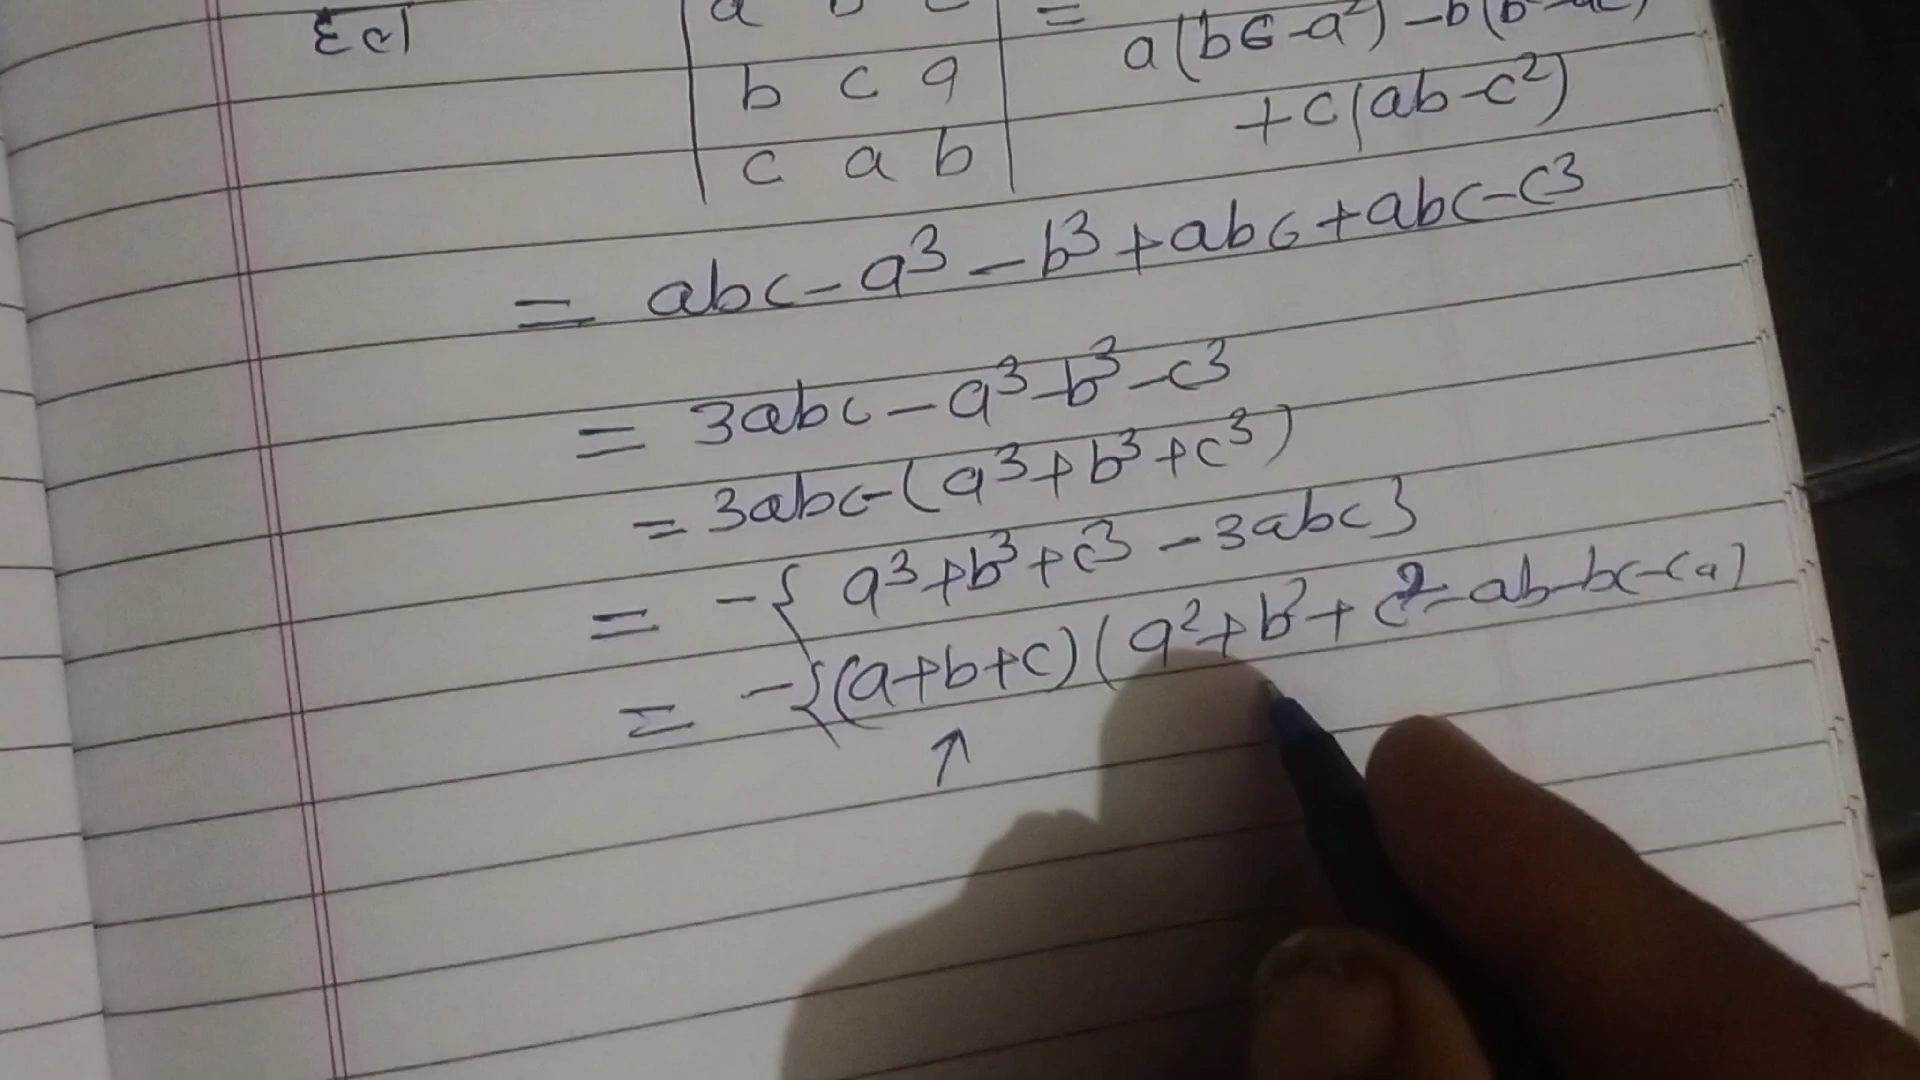 हल
a b c = a(bc-a²) -b(b²-ac)
b c a +c(ab-c²)
c a b
= abc-a³-b³+abc+abc-c³
= 3abc-a³-b³-c³
= 3abc-(a³+b³+c³)
= -{a³+b³+c³-3abc}
= -{(a+b+c)(a²+b²+c²-ab-bc-ca)
↑